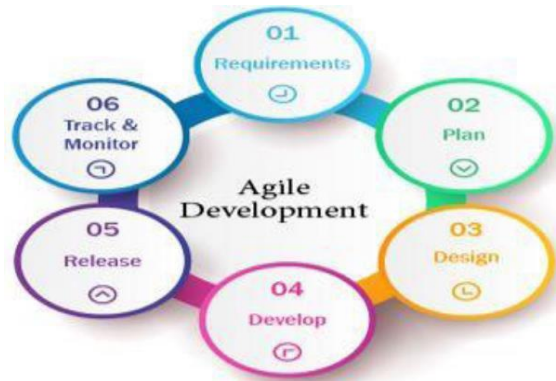 01
Requirements
02
Plan
03
Design
04
Develop
05
Release
06
Track &
Monitor
Agile
Development